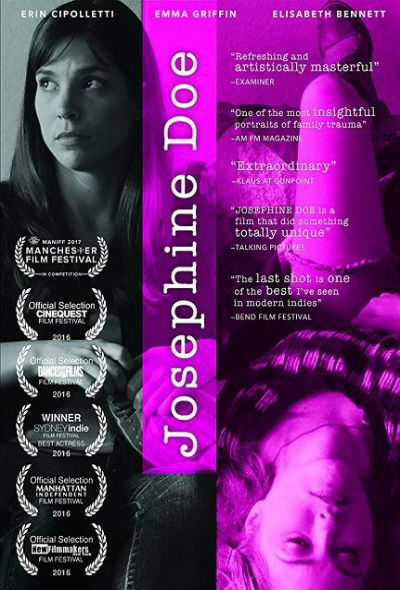 ERIN CIPOLLETTI EMMA GRIFFIN ELISABETH BENNETT
Josephine Doe
"Refreshing and
artistically masterful"
–EXAMINER
"One of the most insightful
portraits of family trauma"
–AM FM MAGAZINE
"Extraordinary"
–KLAUS AT GUNPOINT
"JOSEPHINE DOE is a
film that did something
totally unique"
–TALKING PICTURES
"The last shot is one
of the best I've seen
in modern indies"
–BEND FILM FESTIVAL
MANIFF 2017
MANCHESTER
FILM FESTIVAL
IN COMPETITION
Official Selection
CINEQUEST
FILM FESTIVAL
2016
Official Selection
DANCES WITH FILMS
FILM FESTIVAL
2016
WINNER
SYDNEYindie
FILM FESTIVAL
BEST ACTRESS
2016
Official Selection
MANHATTAN
INDEPENDENT
FILM FESTIVAL
2016
Official Selection
NewFilmmakers
2016